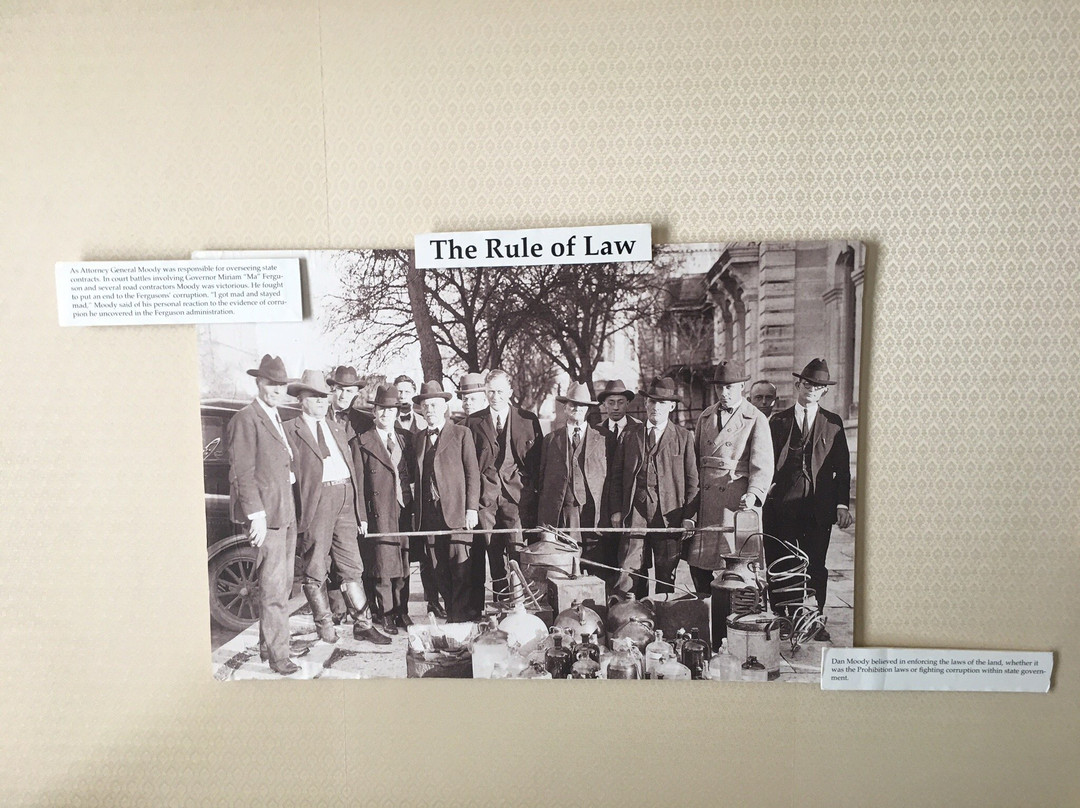 The Rule of Law
As Attorney General Moody was responsible for overseeing state
contracts. In court battles involving Governor Miriam "Ma" Fergu-
son and several road contractors Moody was victorious. He fought
to put an end to the Fergusons' corruption. "I got mad and stayed
mad," Moody said of his personal reaction to the evidence of corru-
pion he uncovered in the Ferguson administration.
Dan Moody believed in enforcing the laws of the land, whether it
was the Prohibition laws or fighting corruption within state govern-
ment.